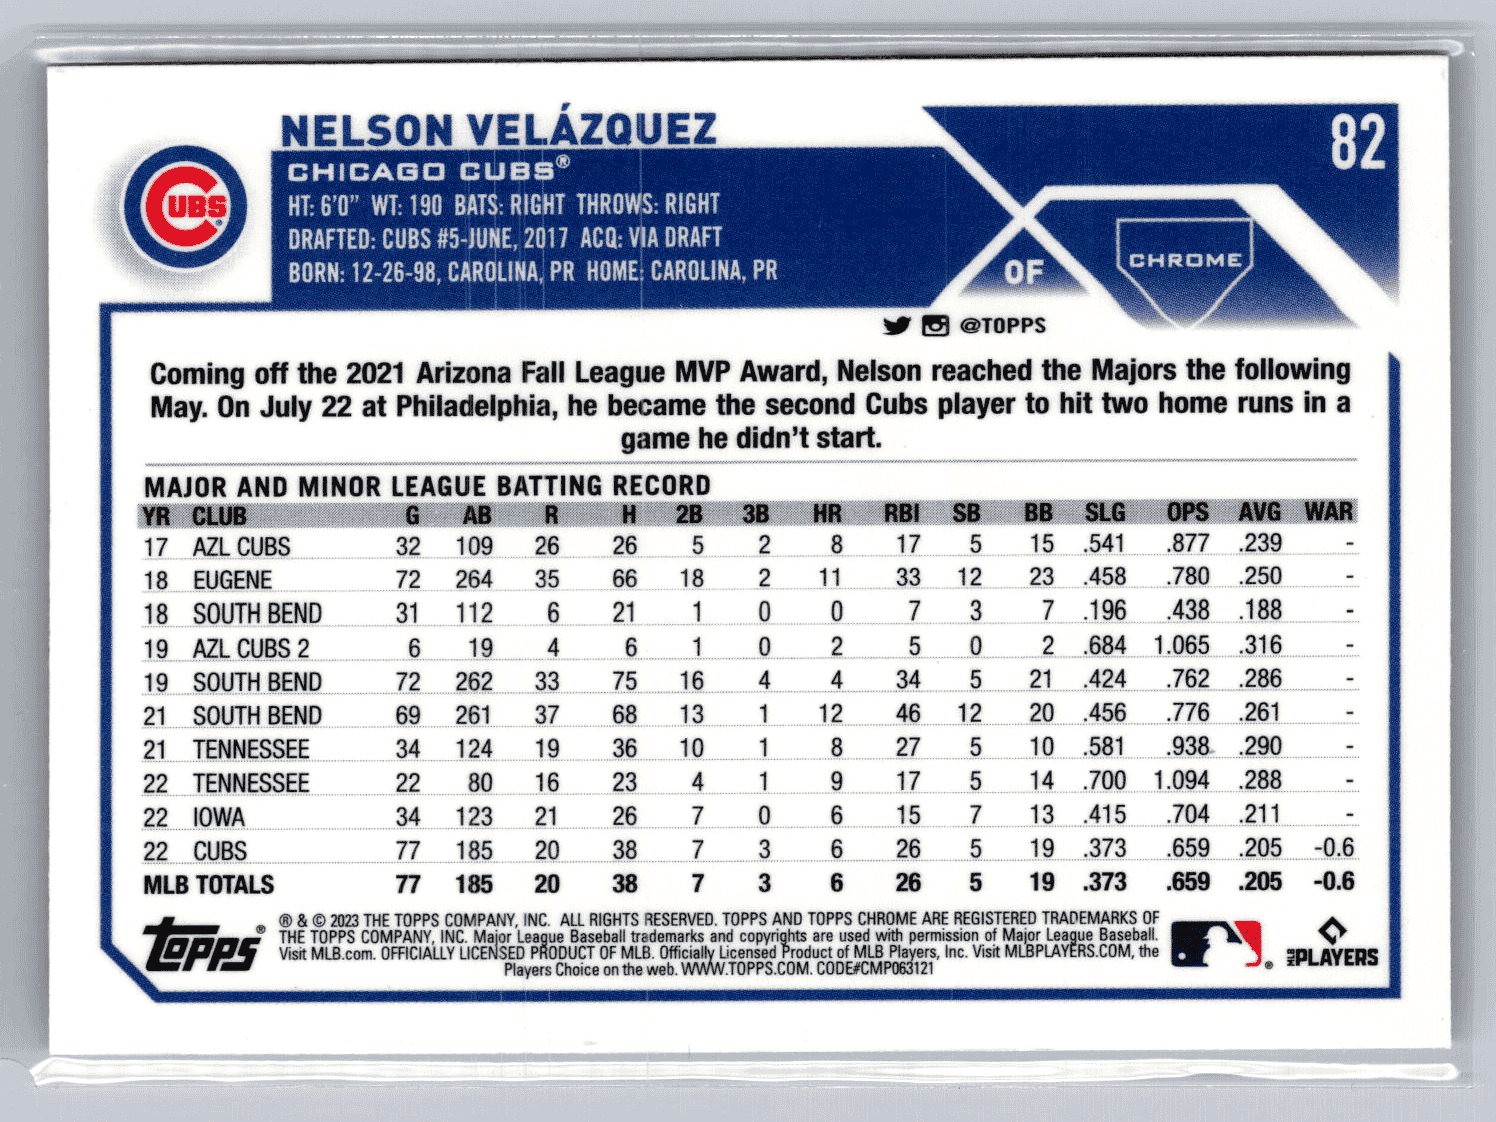 NELSON VELÁZQUEZ
82
CUBS®
CHICAGO CUBS®
HT: 6'0" WT: 190 BATS: RIGHT THROWS: RIGHT
DRAFTED: CUBS #5-JUNE, 2017 ACQ: VIA DRAFT
BORN: 12-26-98, CAROLINA, PR HOME: CAROLINA, PR
OF
CHROME
@TOPPS
Coming off the 2021 Arizona Fall League MVP Award, Nelson reached the Majors the following
May. On July 22 at Philadelphia, he became the second Cubs player to hit two home runs in a
game he didn't start.
MAJOR AND MINOR LEAGUE BATTING RECORD
YR CLUB G AB R H 2B 3B HR RBI SB BB SLG OPS AVG WAR
17 AZL CUBS 32 109 26 26 5 2 8 17 5 15 .541 .877 .239 -
18 EUGENE 72 264 35 66 18 2 11 33 12 23 .458 .780 .250 -
18 SOUTH BEND 31 112 6 21 1 0 0 7 3 7 .196 .438 .188 -
19 AZL CUBS 2 6 19 4 6 1 0 2 5 0 2 .684 1.065 .316 -
19 SOUTH BEND 72 262 33 75 16 4 4 34 5 21 .424 .762 .286 -
21 SOUTH BEND 69 261 37 68 13 1 12 46 12 20 .456 .776 .261 -
21 TENNESSEE 34 124 19 36 10 1 8 27 5 10 .581 .938 .290 -
22 TENNESSEE 22 80 16 23 4 1 9 17 5 14 .700 1.094 .288 -
22 IOWA 34 123 21 26 7 0 6 15 7 13 .415 .704 .211 -
22 CUBS 77 185 20 38 7 3 6 26 5 19 .373 .659 .205 -0.6
MLB TOTALS 77 185 20 38 7 3 6 26 5 19 .373 .659 .205 -0.6
TOPPS®
® & © 2023 THE TOPPS COMPANY, INC. ALL RIGHTS RESERVED. TOPPS AND TOPPS CHROME ARE REGISTERED TRADEMARKS OF
THE TOPPS COMPANY, INC. Major League Baseball trademarks and copyrights are used with permission of Major League Baseball.
Visit MLB.com. OFFICIALLY LICENSED PRODUCT OF MLB. Officially Licensed Product of MLB Players, Inc. Visit MLBPLAYERS.COM, the
Players Choice on the web. WWW.TOPPS.COM. CODE#CMP063121
®
MLB PLAYERS